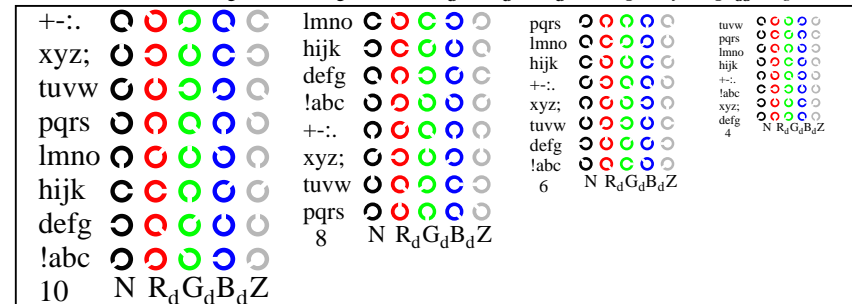 +-:.
xyz;
tuvw
pqrs
lmno
hijk
defg
!abc
10 N RdGdBdZ
lmno
hijk
defg
!abc
+-:.
xyz;
tuvw
pqrs
8 N RdGdBdZ
pqrs
lmno
hijk
+-:.
xyz;
tuvw
defg
!abc
6 N RdGdBdZ
tuvw
pqrs
lmno
hijk
+-:.
!abc
xyz;
defg
4 N RdGdBdZ